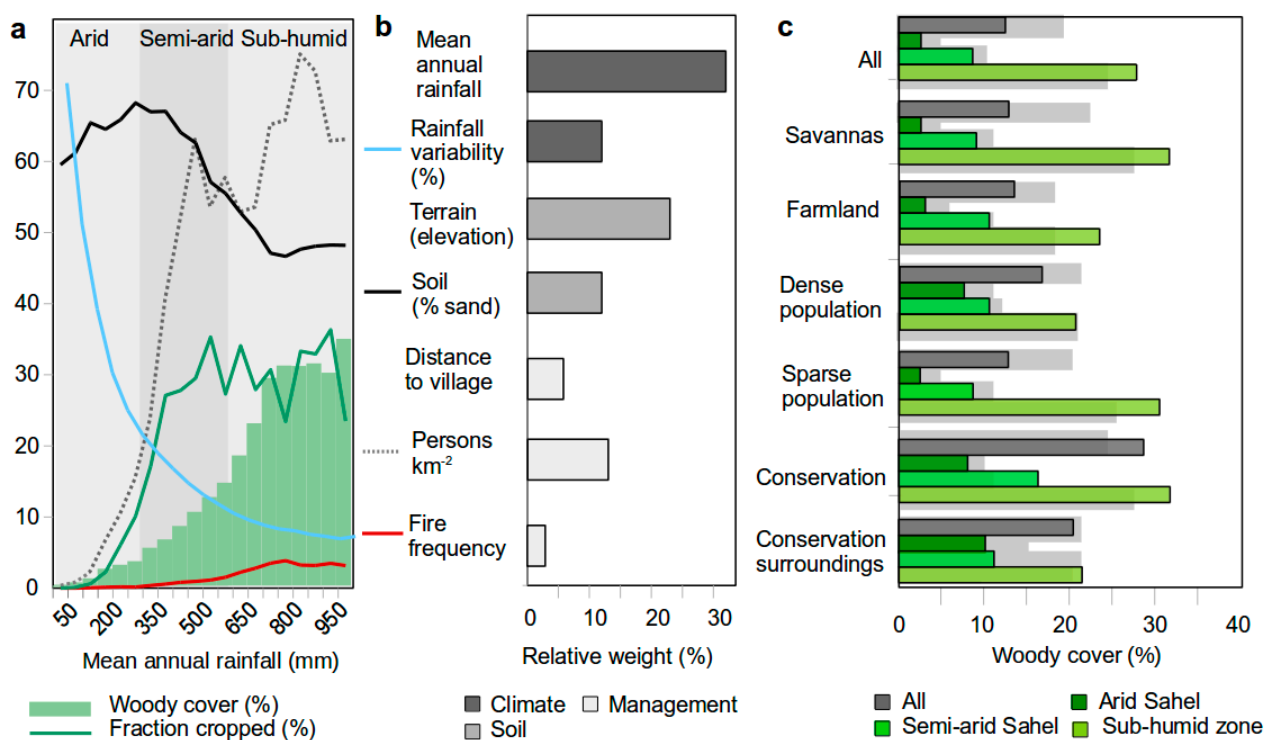 a
Arid
Semi-arid
Sub-humid
70
60
50
40
30
20
10
0
50
200
350
500
650
800
950
Mean annual rainfall (mm)
Woody cover (%)
Fraction cropped (%)
b
Mean
annual
rainfall
Rainfall
variability
(%)
Terrain
(elevation)
Soil
(% sand)
Distance
to village
Persons
km⁻²
Fire
frequency
0
10
20
30
Relative weight (%)
Climate
Management
Soil
c
All
Savannas
Farmland
Dense
population
Sparse
population
Conservation
Conservation
surroundings
0
10
20
30
40
Woody cover (%)
All
Arid Sahel
Semi-arid Sahel
Sub-humid zone